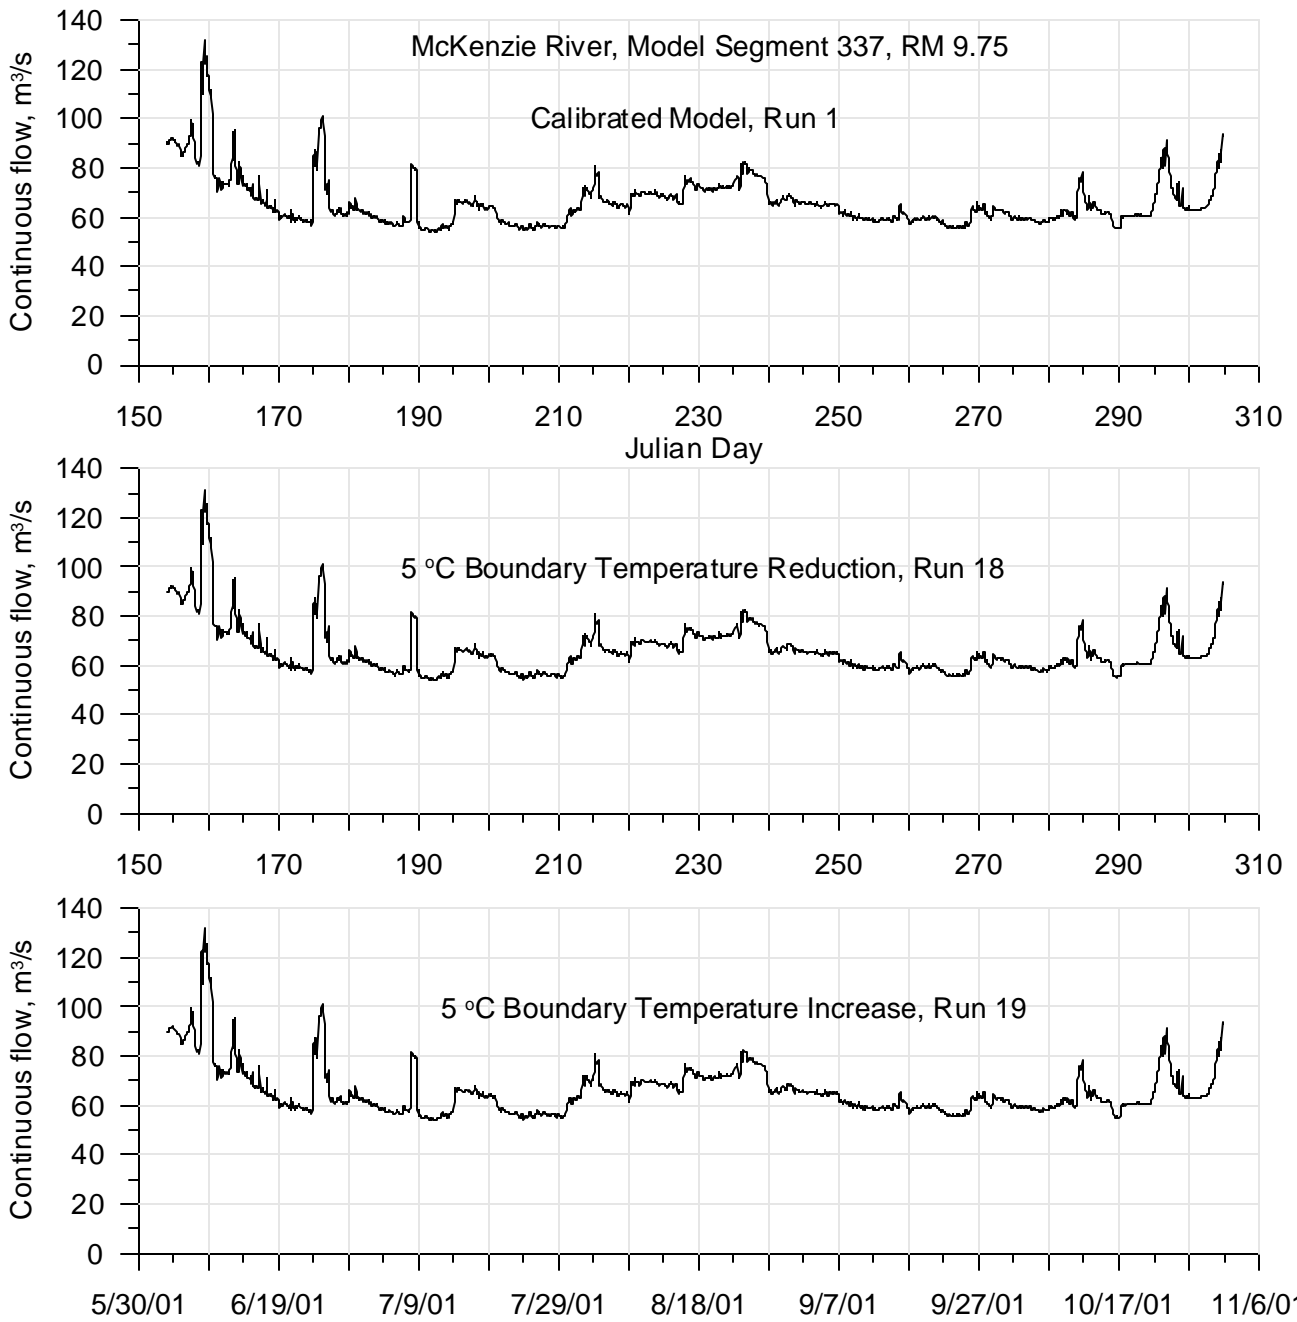 140
120
100
80
60
40
20
0
Continuous flow, m³/s
McKenzie River, Model Segment 337, RM 9.75
Calibrated Model, Run 1
150 170 190 210 230 250 270 290 310
Julian Day
140
120
100
80
60
40
20
0
Continuous flow, m³/s
5 ºC Boundary Temperature Reduction, Run 18
150 170 190 210 230 250 270 290 310
140
120
100
80
60
40
20
0
Continuous flow, m³/s
5 ºC Boundary Temperature Increase, Run 19
5/30/01 6/19/01 7/9/01 7/29/01 8/18/01 9/7/01 9/27/01 10/17/01 11/6/01